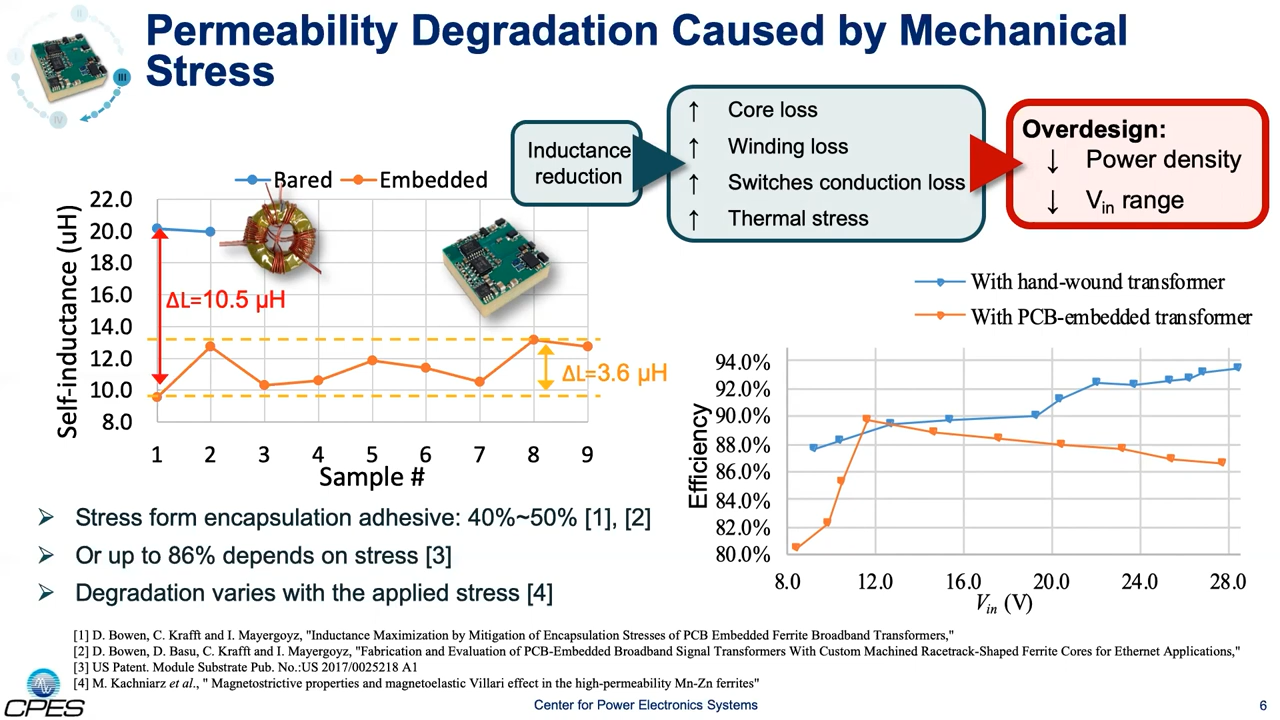 Permeability Degradation Caused by Mechanical
Stress
I
II
III
IV
Inductance
reduction
↑ Core loss
↑ Winding loss
↑ Switches conduction loss
↑ Thermal stress
Overdesign:
↓ Power density
↓ Vin range
Bared
Embedded
Self-inductance (uH)
22.0
20.0
18.0
16.0
14.0
12.0
10.0
8.0
ΔL=10.5 μH
ΔL=3.6 μH
1 2 3 4 5 6 7 8 9
Sample #
With hand-wound transformer
With PCB-embedded transformer
Efficiency
94.0%
92.0%
90.0%
88.0%
86.0%
84.0%
82.0%
80.0%
8.0 12.0 16.0 20.0 24.0 28.0
Vin (V)
➢ Stress form encapsulation adhesive: 40%~50% [1], [2]
➢ Or up to 86% depends on stress [3]
➢ Degradation varies with the applied stress [4]
[1] D. Bowen, C. Krafft and I. Mayergoyz, "Inductance Maximization by Mitigation of Encapsulation Stresses of PCB Embedded Ferrite Broadband Transformers,"
[2] D. Bowen, D. Basu, C. Krafft and I. Mayergoyz, "Fabrication and Evaluation of PCB-Embedded Broadband Signal Transformers With Custom Machined Racetrack-Shaped Ferrite Cores for Ethernet Applications,"
[3] US Patent. Module Substrate Pub. No.:US 2017/0025218 A1
[4] M. Kachniarz et al., " Magnetostrictive properties and magnetoelastic Villari effect in the high-permeability Mn-Zn ferrites"
CPES
Center for Power Electronics Systems
6